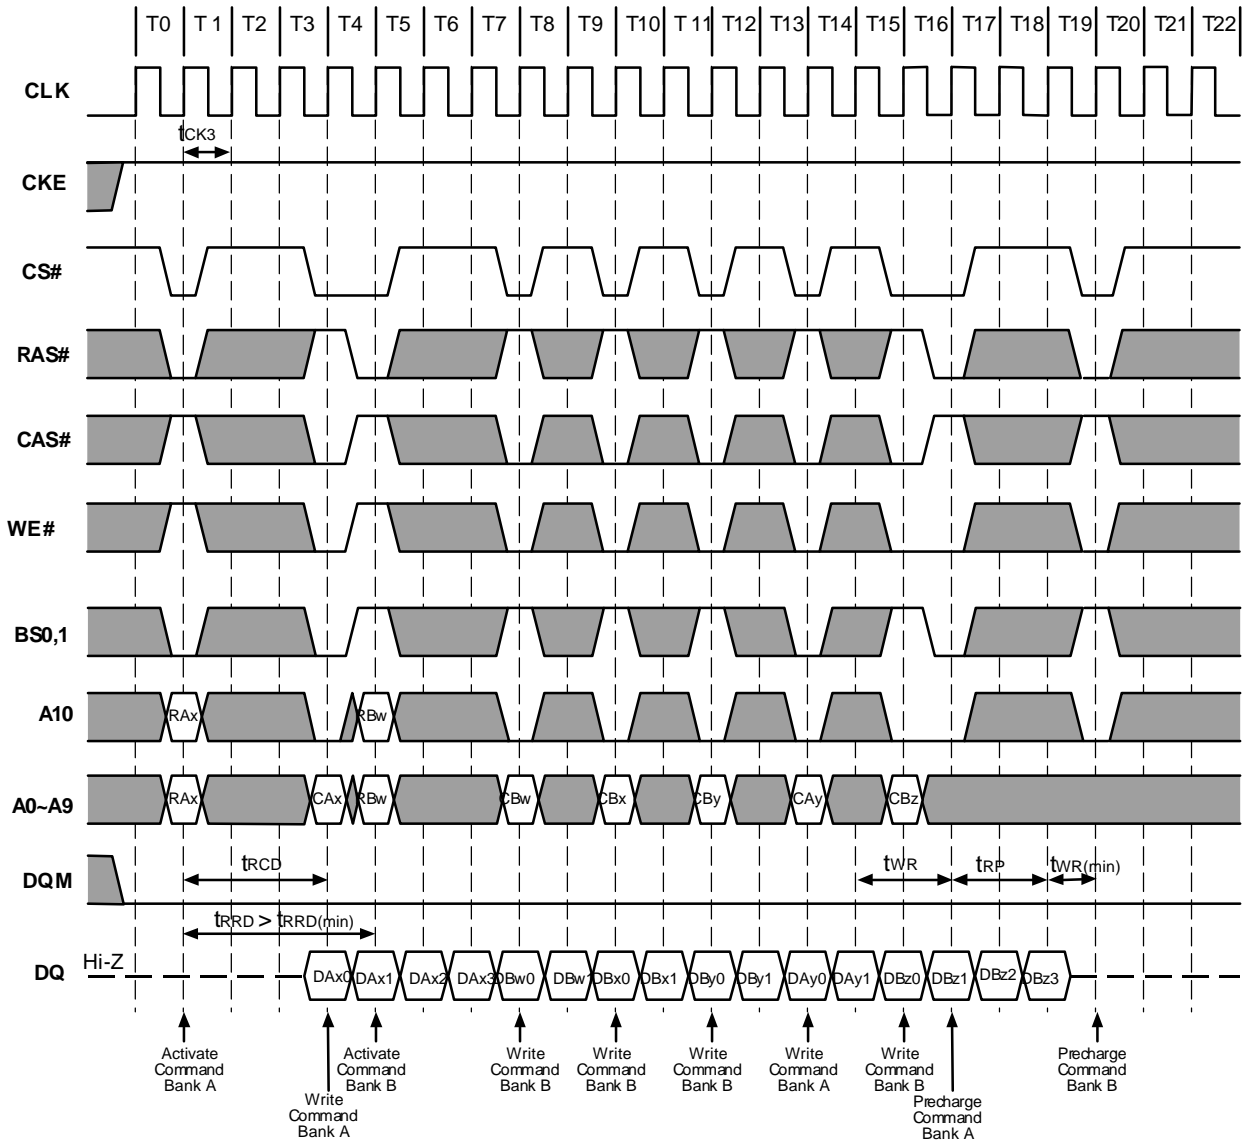 T0 T 1 T2 T3 T4 T5 T6 T7 T8 T9 T10 T 11 T12 T13 T14 T15 T16 T17 T18 T19 T20 T21 T22
CLK
tCK3
CKE
CS#
RAS#
CAS#
WE#
BS0,1
A10
RAx RBw
A0~A9
RAx CAx RBw CBw CBx CBy CAy CBz
DQM
tRCD tWR tRP tWR(min)
tRRD > tRRD(min)
DQ
Hi-Z
DAx0 DAx1 DAx2 DAx3 DBw0 DBw1 DBx0 DBx1 DBy0 DBy1 DAy0 DAy1 DBz0 DBz1 DBz2 DBz3
Activate
Command
Bank A
Write
Command
Bank A
Activate
Command
Bank B
Write
Command
Bank B
Write
Command
Bank B
Write
Command
Bank B
Write
Command
Bank A
Write
Command
Bank B
Precharge
Command
Bank A
Precharge
Command
Bank B